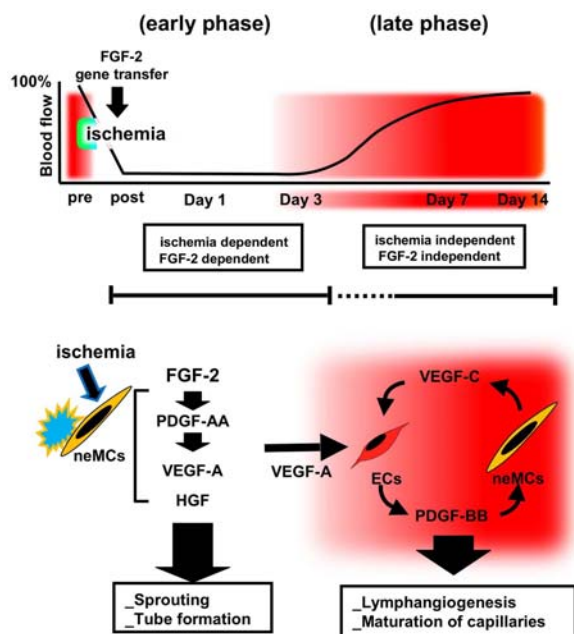 (early phase)
(late phase)
FGF-2
gene transfer
100%
Blood flow
ischemia
pre
post
Day 1
Day 3
Day 7
Day 14
ischemia dependent
FGF-2 dependent
ischemia independent
FGF-2 independent
ischemia
neMCs
FGF-2
PDGF-AA
VEGF-A
HGF
VEGF-A
VEGF-C
ECs
neMCs
PDGF-BB
_Sprouting
_Tube formation
_Lymphangiogenesis
_Maturation of capillaries